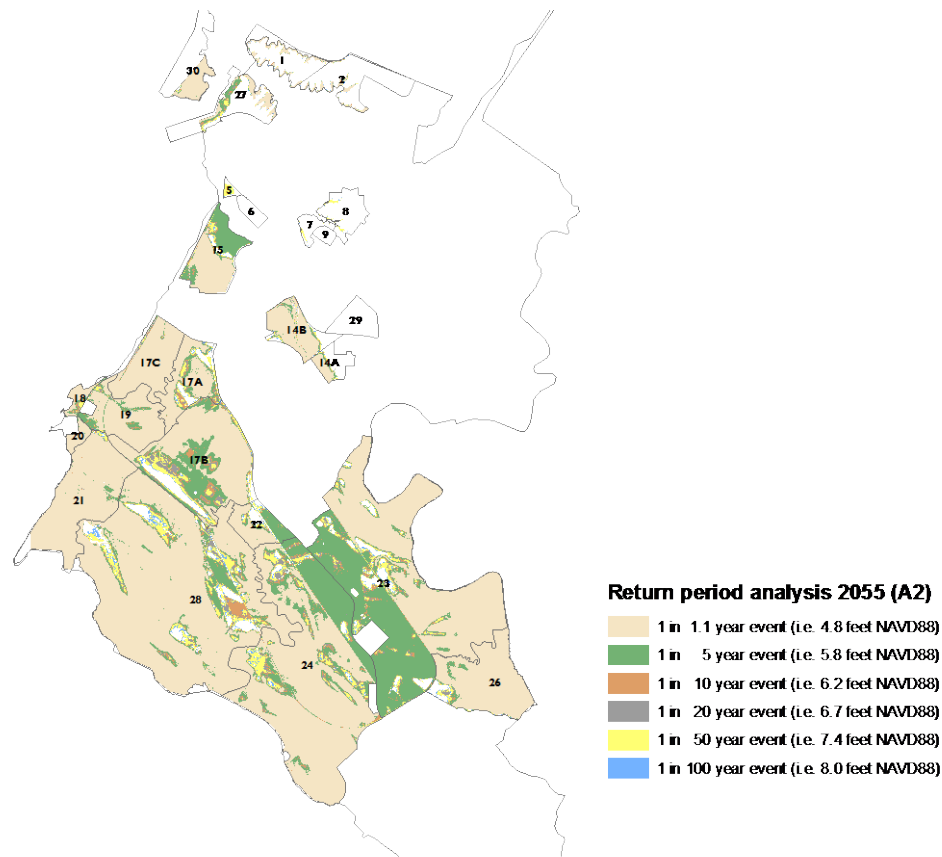 1
2
30
27
5
6
7
8
9
15
14B
29
14A
17C
17A
18
19
20
17B
21
22
23
28
24
26
Return period analysis 2055 (A2)
1 in 1.1 year event (i.e. 4.8 feet NAVD88)
1 in 5 year event (i.e. 5.8 feet NAVD88)
1 in 10 year event (i.e. 6.2 feet NAVD88)
1 in 20 year event (i.e. 6.7 feet NAVD88)
1 in 50 year event (i.e. 7.4 feet NAVD88)
1 in 100 year event (i.e. 8.0 feet NAVD88)